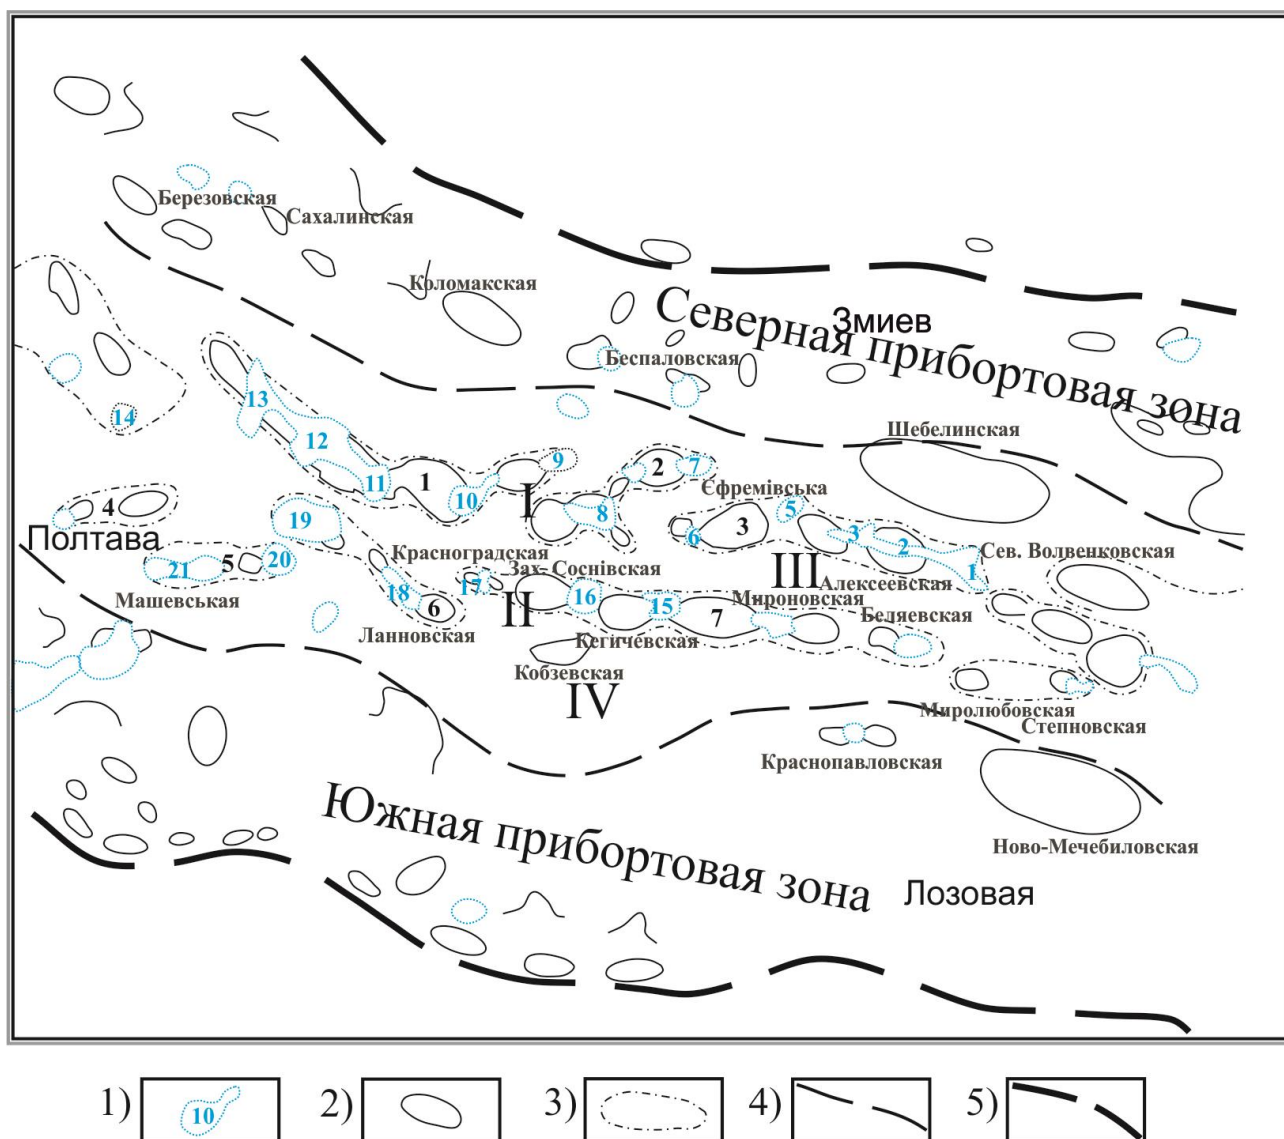 Березовская
Сахалинская
Коломакская
Северная прибортовая зона
Змиев
Беспаловская
13
14
12
Шебелинская
9
2
7
11
1
10
I
Єфремівська
4
8
5
3
6
3
2
19
Полтава
Красноградская
Сев. Волвенковская
21
5
20
Зах- Соснівская
III
1
Алексеевская
17
18
16
Машевськая
6
II
15
7
Мироновская
Беляевская
Ланновская
Кегичевская
Кобзевская
IV
Миролюбовская
Степновская
Краснопавловская
Южная прибортовая зона
Ново-Мечебиловская
Лозовая
1) 10 2) 3) 4) 5)